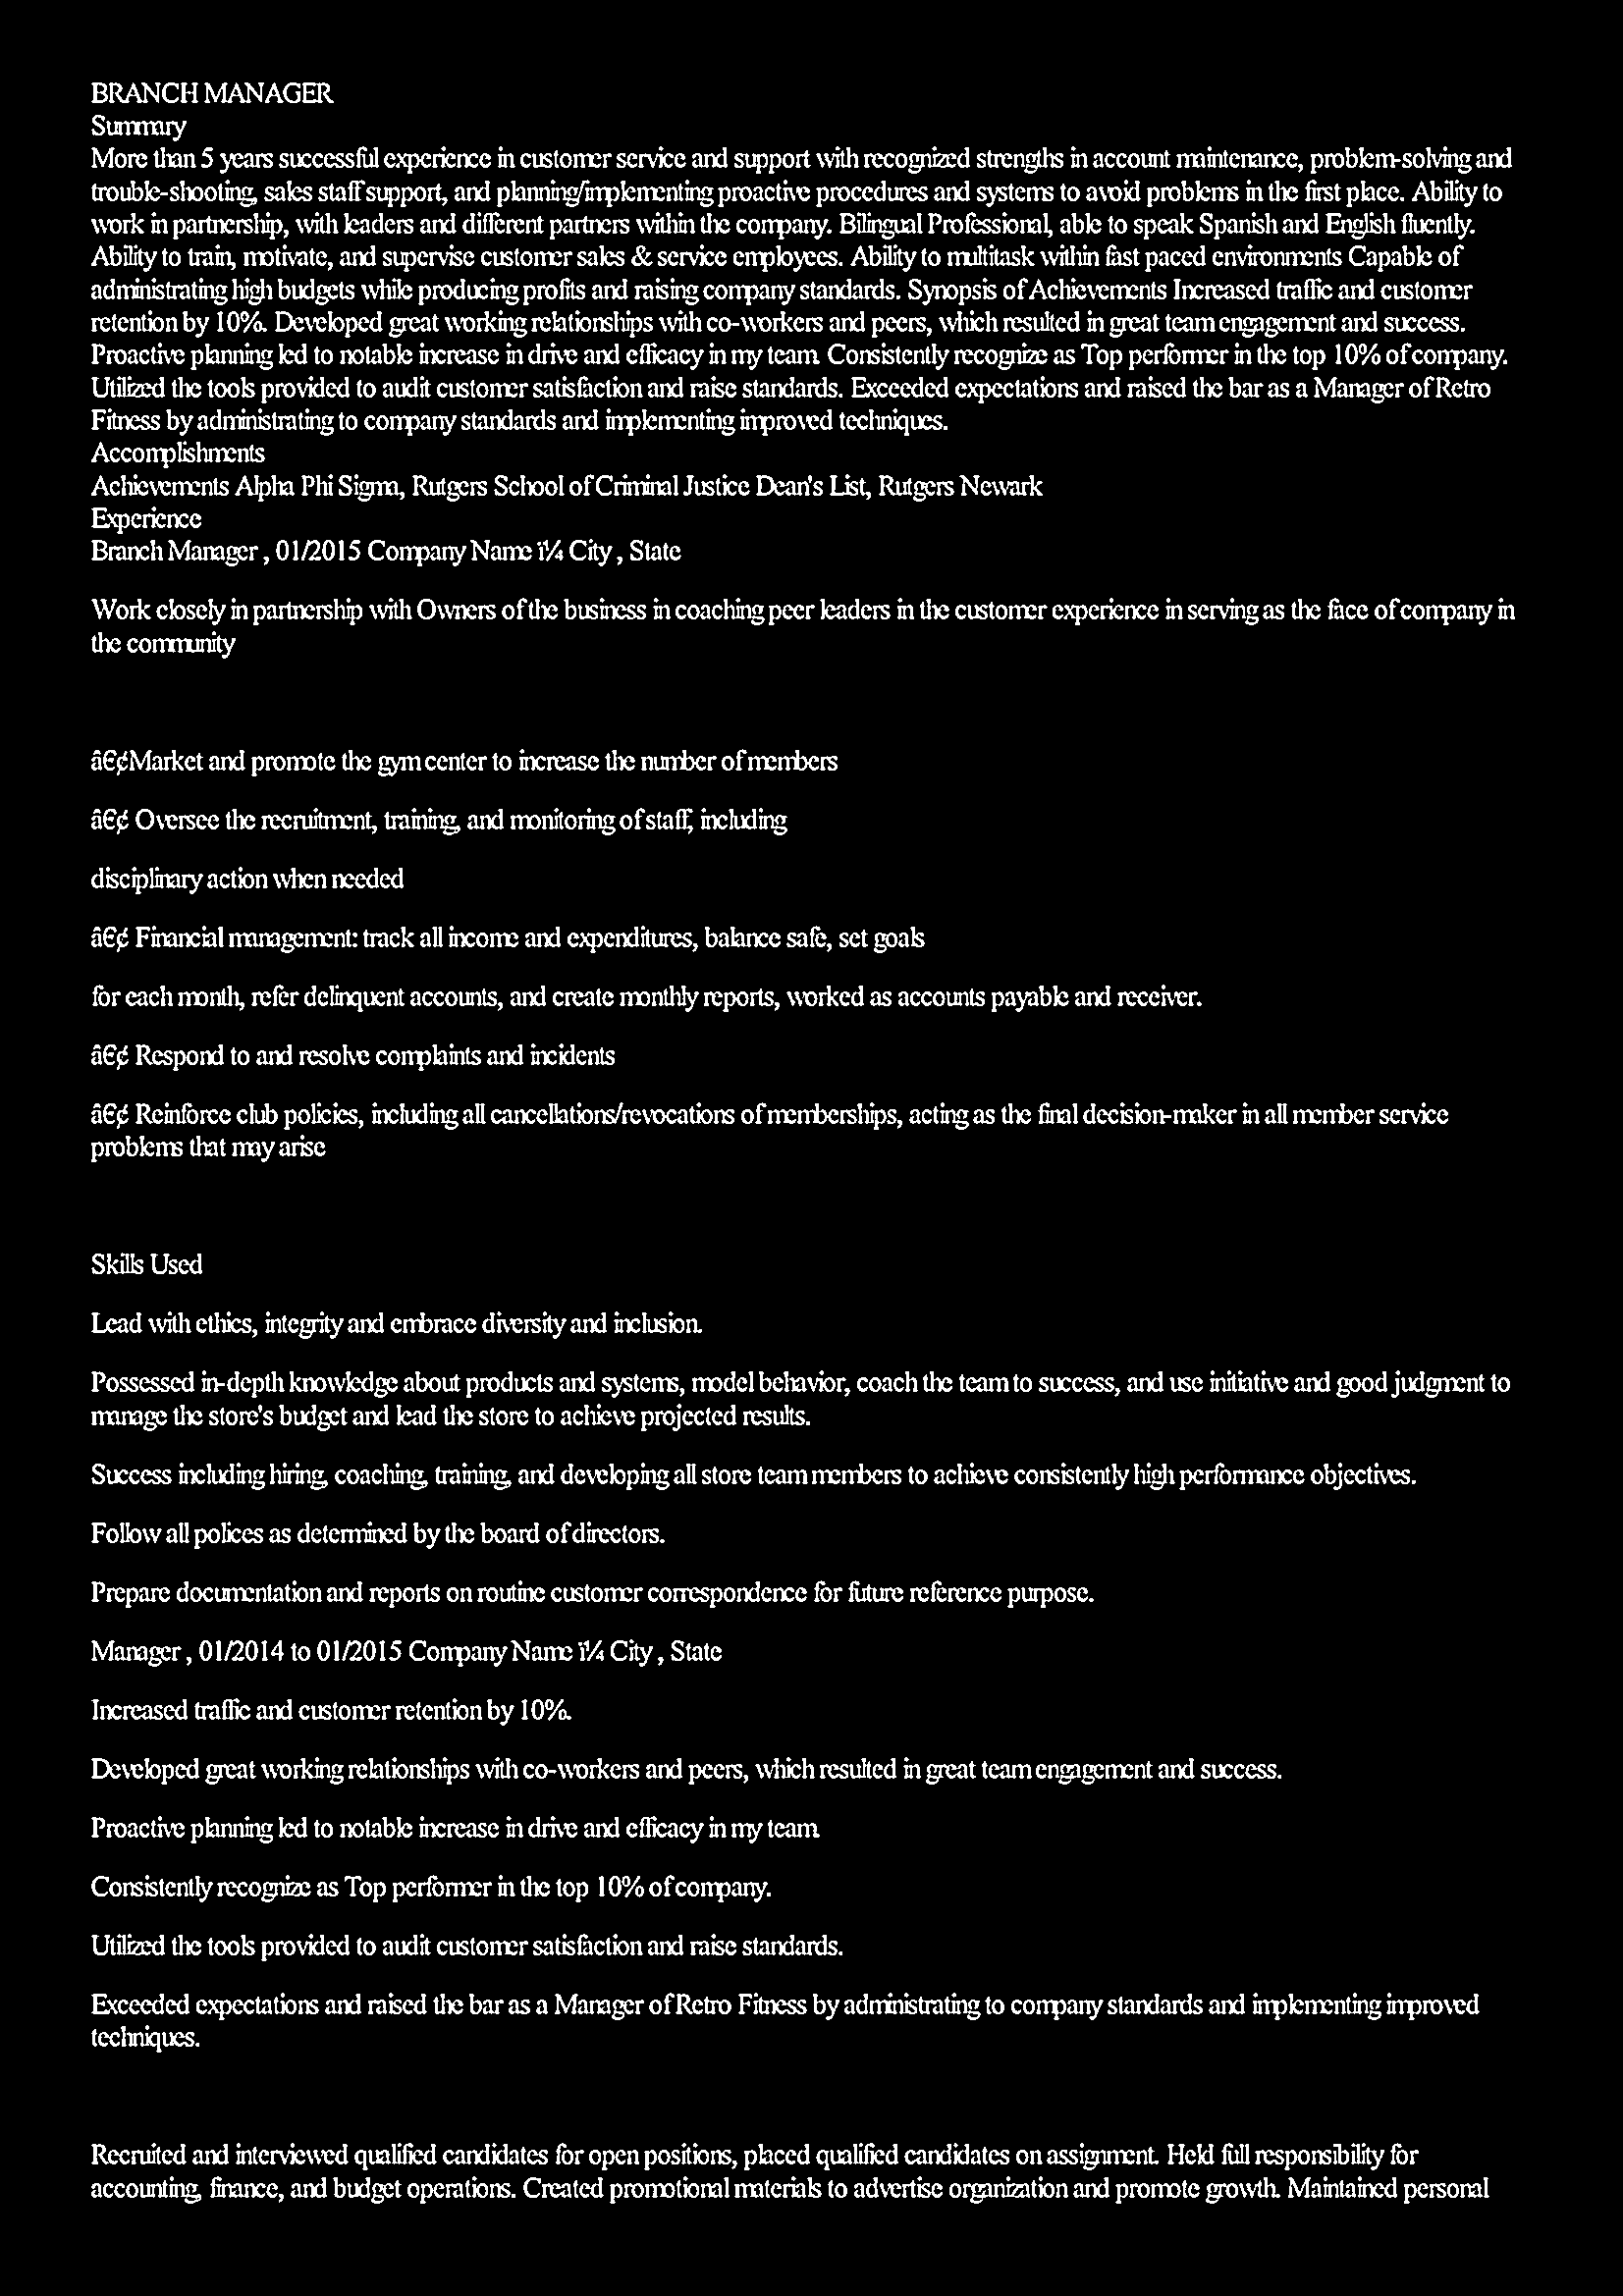 BRANCH MANAGER
Summary
More than 5 years successful experience in customer service and support with recognized strengths in account maintenance, problem-solving and
trouble-shooting, sales staff support, and planning/implementing proactive procedures and systems to avoid problems in the first place. Ability to
work in partnership, with leaders and different partners within the company. Bilingual Professional, able to speak Spanish and English fluently.
Ability to train, motivate, and supervise customer sales & service employees. Ability to multitask within fast paced environments Capable of
administrating high budgets while producing profits and raising company standards. Synopsis of Achievements Increased traffic and customer
retention by 10%. Developed great working relationships with co-workers and peers, which resulted in great team engagement and success.
Proactive planning led to notable increase in drive and efficacy in my team. Consistently recognize as Top performer in the top 10% of company.
Utilized the tools provided to audit customer satisfaction and raise standards. Exceeded expectations and raised the bar as a Manager of Retro
Fitness by administrating to company standards and implementing improved techniques.
Accomplishments
Achievements Alpha Phi Sigma, Rutgers School of Criminal Justice Dean's List, Rutgers Newark
Experience
Branch Manager , 01/2015 Company Name ï¼ City , State
Work closely in partnership with Owners of the business in coaching peer leaders in the customer experience in serving as the face of company in
the community
â€¢Market and promote the gym center to increase the number of members
â€¢ Oversee the recruitment, training, and monitoring of staff, including
disciplinary action when needed
â€¢ Financial management: track all income and expenditures, balance safe, set goals
for each month, refer delinquent accounts, and create monthly reports, worked as accounts payable and receiver.
â€¢ Respond to and resolve complaints and incidents
â€¢ Reinforce club policies, including all cancellations/revocations of memberships, acting as the final decision-maker in all member service
problems that may arise
Skills Used
Lead with ethics, integrity and embrace diversity and inclusion.
Possessed in-depth knowledge about products and systems, model behavior, coach the team to success, and use initiative and good judgment to
manage the store's budget and lead the store to achieve projected results.
Success including hiring, coaching, training, and developing all store team members to achieve consistently high performance objectives.
Follow all polices as determined by the board of directors.
Prepare documentation and reports on routine customer correspondence for future reference purpose.
Manager , 01/2014 to 01/2015 Company Name ï¼ City , State
Increased traffic and customer retention by 10%.
Developed great working relationships with co-workers and peers, which resulted in great team engagement and success.
Proactive planning led to notable increase in drive and efficacy in my team.
Consistently recognize as Top performer in the top 10% of company.
Utilized the tools provided to audit customer satisfaction and raise standards.
Exceeded expectations and raised the bar as a Manager of Retro Fitness by administrating to company standards and implementing improved
techniques.
Recruited and interviewed qualified candidates for open positions, placed qualified candidates on assignment. Held full responsibility for
accounting, finance, and budget operations. Created promotional materials to advertise organization and promote growth. Maintained personal